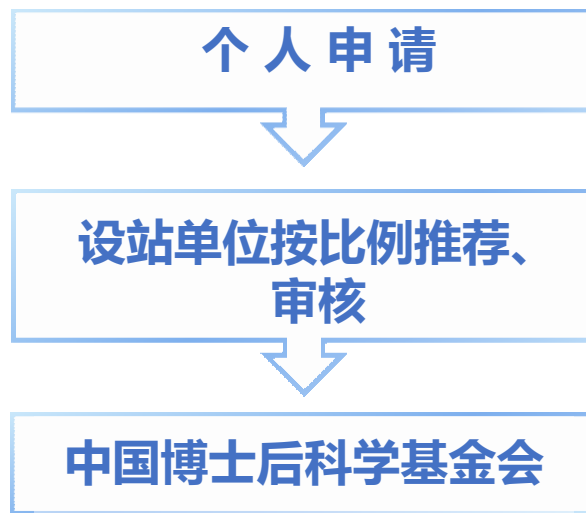 个人申请
设站单位按比例推荐、
审核
中国博士后科学基金会